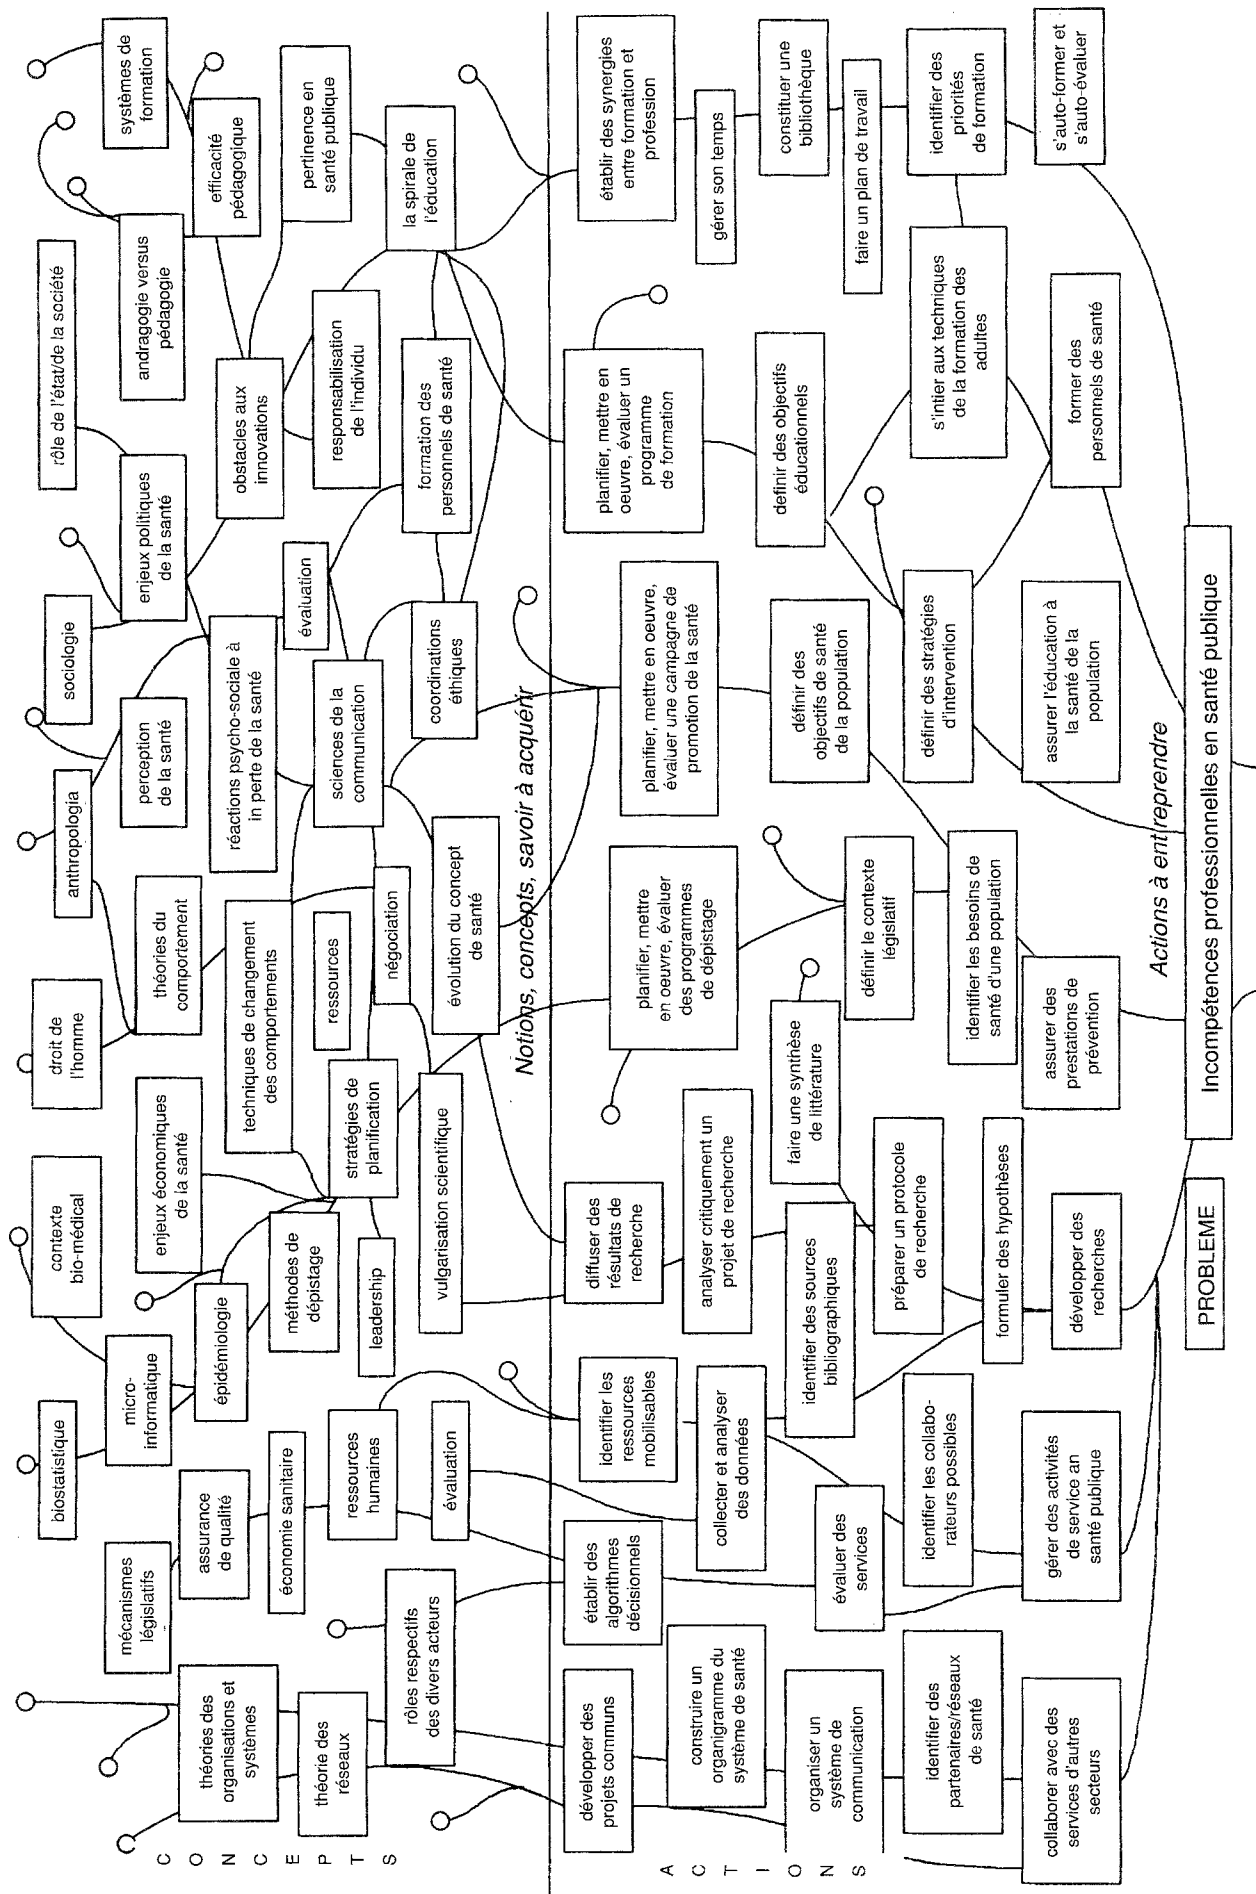 biostatistique
contexte
bio-médical
droit de
l'homme
anthropologia
sociologie
rôle de l'état/de la société
mécanismes
législatifs
micro-
informatique
enjeux économiques
de la santé
théories du
comportement
perception
de la santé
enjeux politiques
de la santé
andragogie versus
pédagogie
systèmes de
formation
théories des
organisations et
systèmes
assurance
de qualité
épidémiologie
techniques de changement
des comportements
réactions psycho-sociale à
in perte de la santé
obstacles aux
innovations
efficacité
pédagogique
économie sanitaire
méthodes de
dépistage
évaluation
pertinence en
santé publique
théorie des
réseaux
ressources
humaines
stratégies de
planification
ressources
sciences de la
communication
responsabilisation
de l'individu
leadership
négociation
rôles respectifs
des divers acteurs
évaluation
vulgarisation scientifique
évolution du concept
de santé
coordinations
éthiques
formation des
personnels de santé
la spirale de
l'éducation
CONCEPTS
Notions, concepts, savoir à acquérir
développer des
projets communs
établir des
algorithmes
décisionnels
identifier les
ressources
mobilisables
diffuser des
résultats de
recherche
planifier, mettre
en oeuvre, évaluer
des programmes
de dépistage
planifier, mettre en oeuvre,
évaluer une campagne de
promotion de la santé
planifier, mettre en
oeuvre, évaluer un
programme
de formation
établir des synergies
entre formation et
profession
construire un
organigramme du
système de santé
collecter et analyser
des données
analyser critiquement un
projet de recherche
gérer son temps
organiser un
système de
communication
évaluer des
services
identifier des sources
bibliographiques
faire une synthèse
de littérature
définir le contexte
législatif
définir des
objectifs de santé
de la population
definir des objectifs
éducationnels
constituer une
bibliothèque
faire un plan de travail
ACTIONS
identifier des
partenaires/réseaux
de santé
identifier les collabo-
rateurs possibles
préparer un protocole
de recherche
formuler des hypothèses
identifier les besoins de
santé d'une population
définir des stratégies
d'intervention
s'intier aux techniques
de la formation des
adultes
identifier des
priorités
de formation
collaborer avec des
services d'autres
secteurs
gérer des activités
de service an
santé publique
développer des
recherches
assurer des
prestations de
prévention
assurer l'éducation à
la santé de la
population
former des
personnels de santé
s'auto-former et
s'auto-évaluer
Actions à entreprendre
PROBLEME
Incompétences professionnelles en santé publique